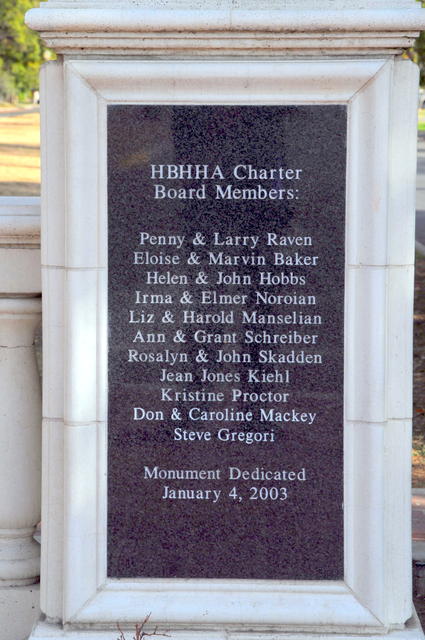 HBHHA Charter
Board Members:
Penny & Larry Raven
Eloise & Marvin Baker
Helen & John Hobbs
Irma & Elmer Noroian
Liz & Harold Manselian
Ann & Grant Schreiber
Rosalyn & John Skadden
Jean Jones Kiehl
Kristine Proctor
Don & Caroline Mackey
Steve Gregori
Monument Dedicated
January 4, 2003